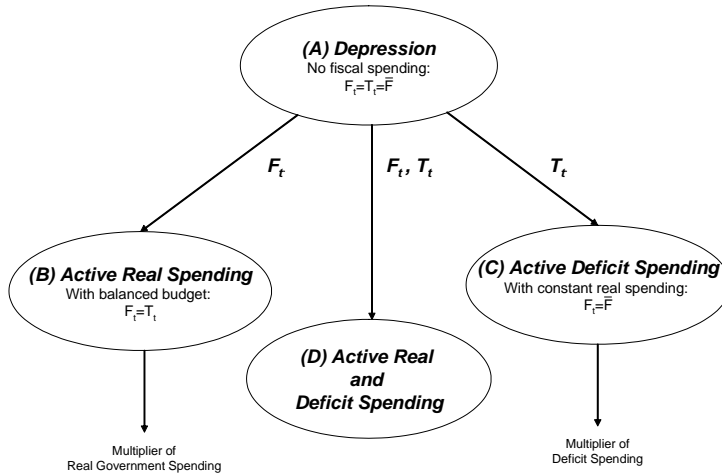 (A) Depression
No fiscal spending:
Fₜ=Tₜ=F̅
Fₜ
Fₜ, Tₜ
Tₜ
(B) Active Real Spending
With balanced budget:
Fₜ=Tₜ
(C) Active Deficit Spending
With constant real spending:
Fₜ=F̅
(D) Active Real
and
Deficit Spending
Multiplier of
Real Government Spending
Multiplier of
Deficit Spending